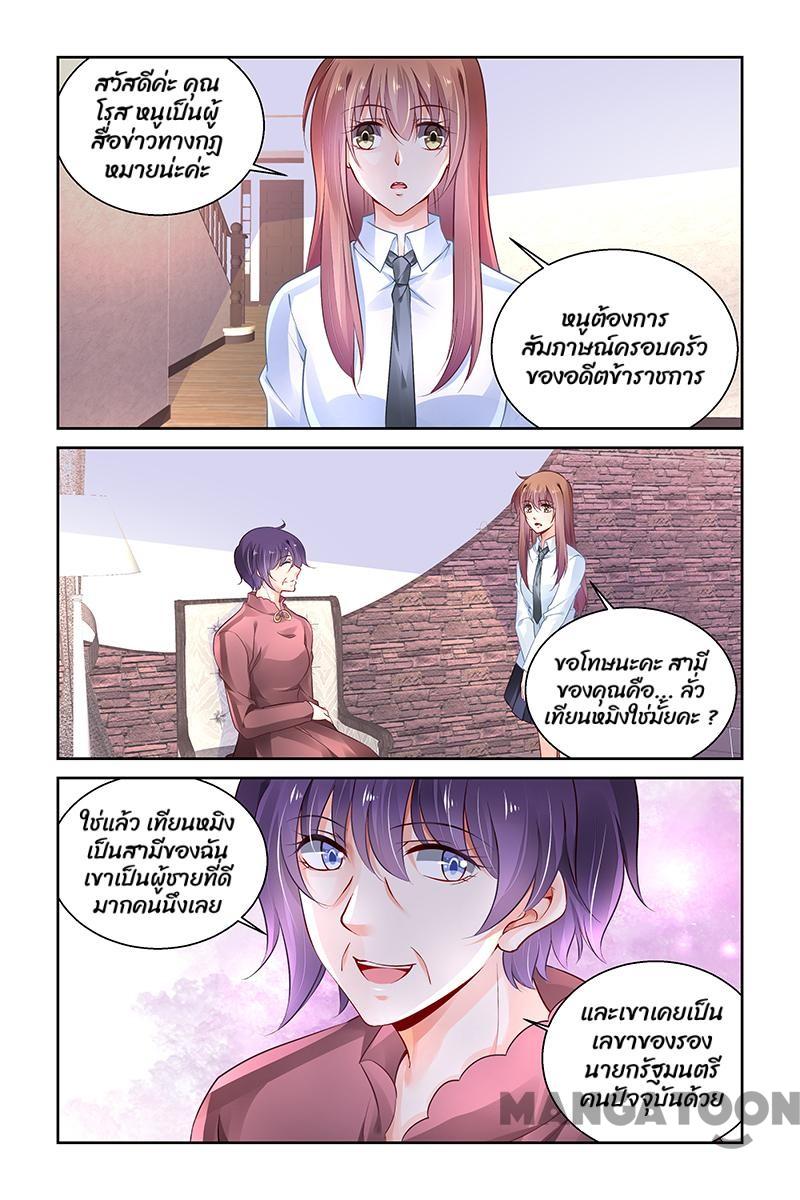 สวัสดีค่ะ คุณ
โรส หนูเป็นผู้
สื่อข่าวทางกฎ
หมายน่ะค่ะ
หนูต้องการ
สัมภาษณ์ครอบครัว
ของอดีตข้าราชการ
ขอโทษนะคะ สามี
ของคุณคือ... ลั่ว
เทียนหมิงใช่มั้ยคะ ?
ใช่แล้ว เทียนหมิง
เป็นสามีของฉัน
เขาเป็นผู้ชายที่ดี
มากคนนึงเลย
และเขาเคยเป็น
เลขาของรอง
นายกรัฐมนตรี
คนปัจจุบันด้วย
MANGATOON